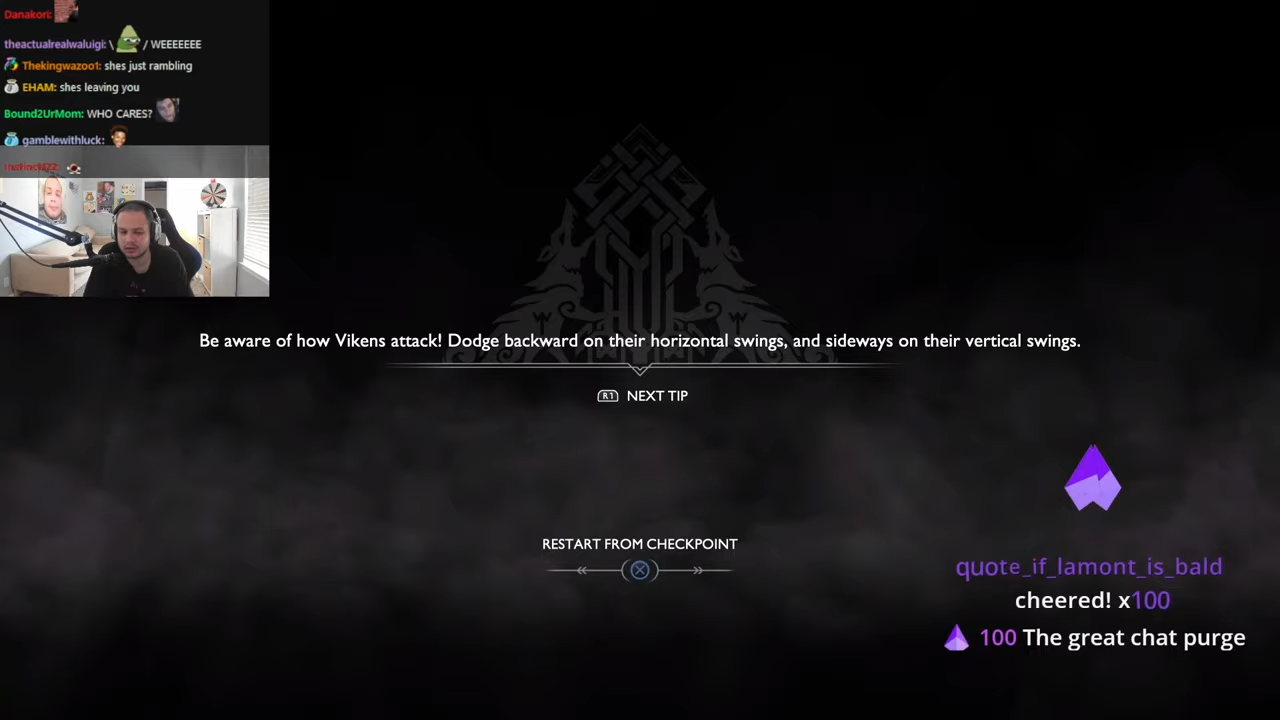 Danakori:
theactualrealwaluigi: \ / WEEEEEEE
Thekingwazoo1: shes just rambling
EHAM: shes leaving you
Bound2UrMom: WHO CARES?
gamblewithluck:
Be aware of how Vikens attack! Dodge backward on their horizontal swings, and sideways on their vertical swings.
R1 NEXT TIP
RESTART FROM CHECKPOINT
quote_if_lamont_is_bald
cheered! x100
100 The great chat purge